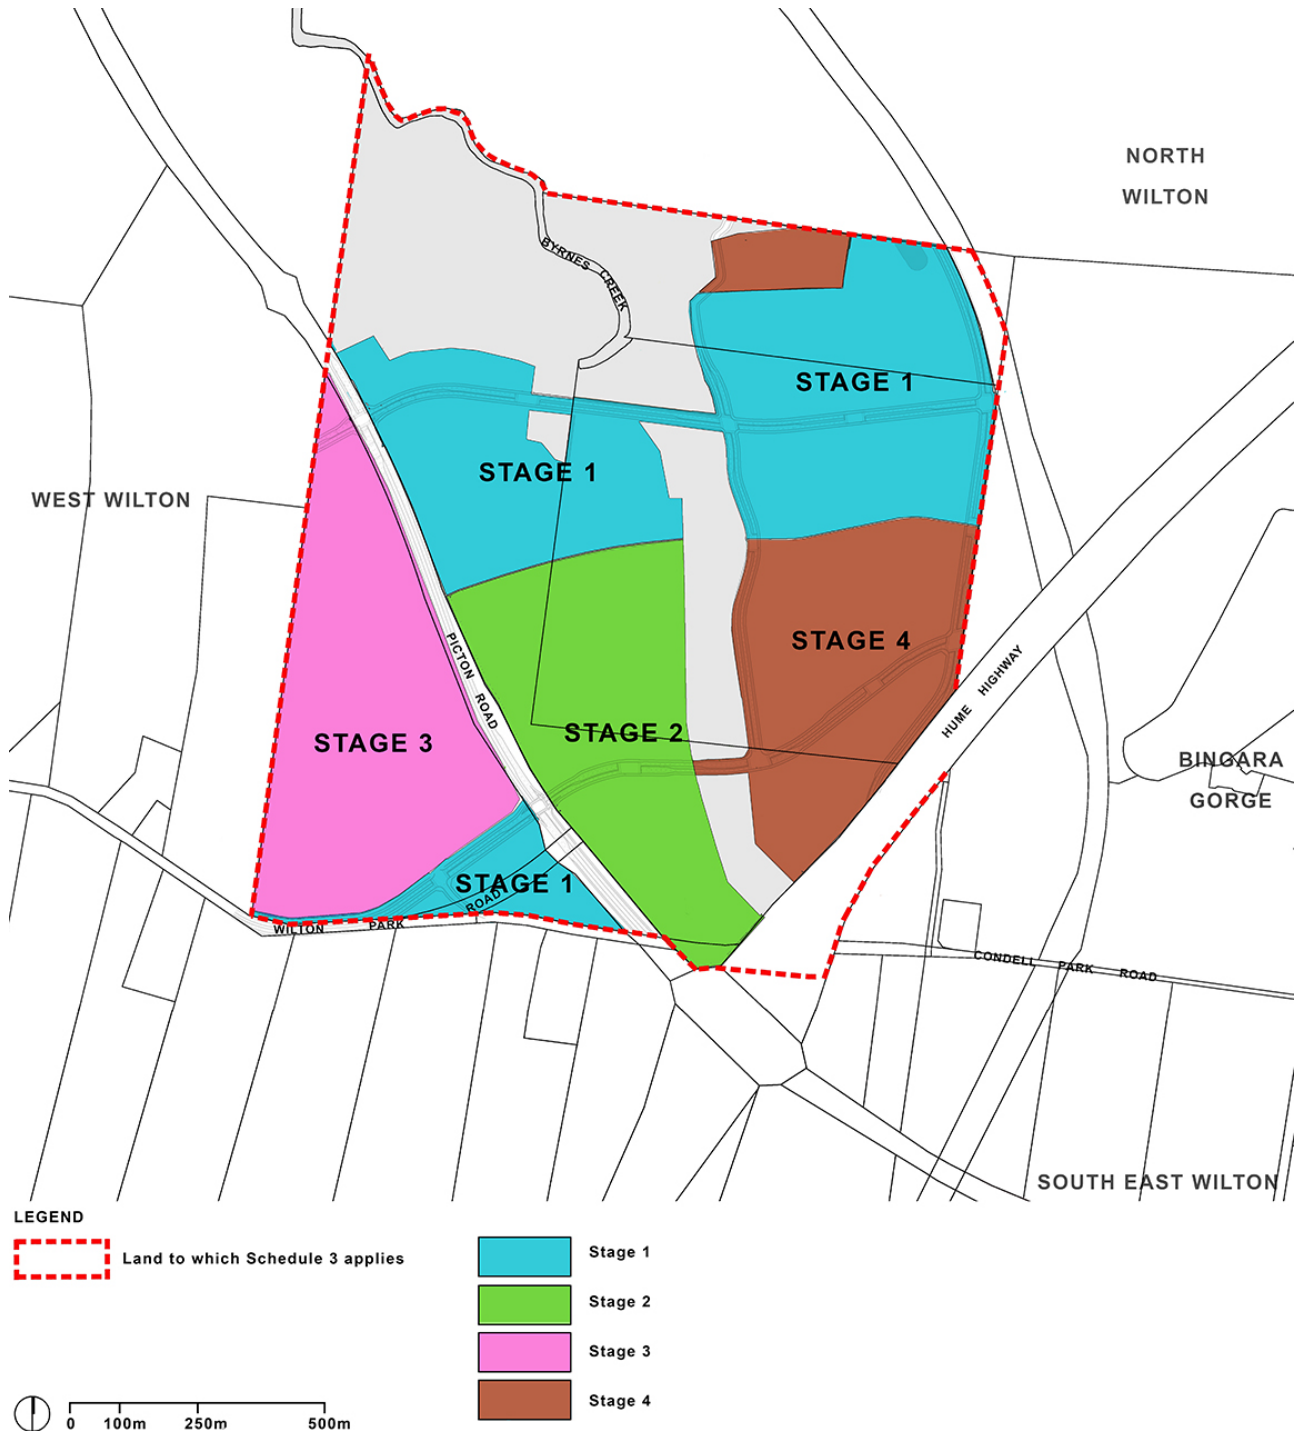 NORTH
WILTON
BYRNES CREEK
STAGE 1
STAGE 1
WEST WILTON
STAGE 4
PICTON ROAD
HUME HIGHWAY
STAGE 2
STAGE 3
BINGARA
GORGE
STAGE 1
ROAD
WILTON PARK
CONDELL PARK ROAD
SOUTH EAST WILTON
LEGEND
Land to which Schedule 3 applies
Stage 1
Stage 2
Stage 3
Stage 4
0 100m 250m 500m